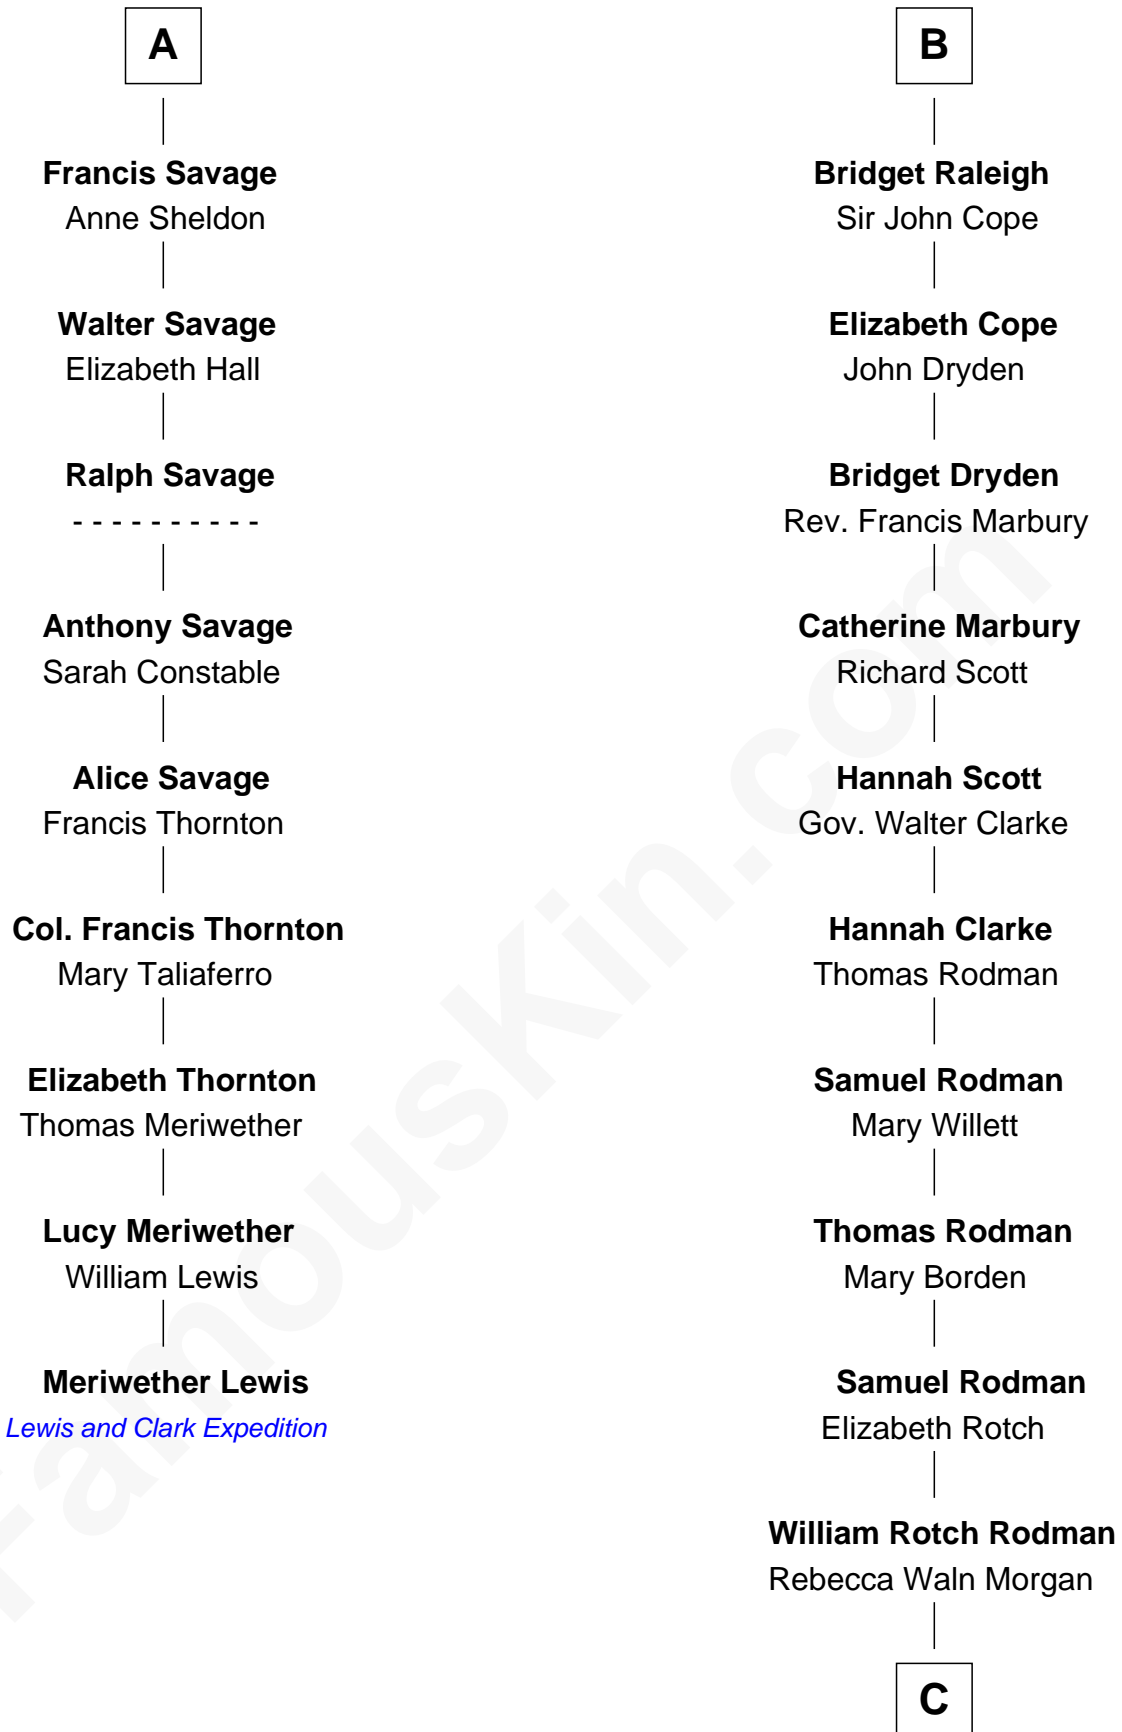 A
Francis Savage
Anne Sheldon
Walter Savage
Elizabeth Hall
Ralph Savage
- - - - - - - - - -
Anthony Savage
Sarah Constable
Alice Savage
Francis Thornton
Col. Francis Thornton
Mary Taliaferro
Elizabeth Thornton
Thomas Meriwether
Lucy Meriwether
William Lewis
Meriwether Lewis
Lewis and Clark Expedition
B
Bridget Raleigh
Sir John Cope
Elizabeth Cope
John Dryden
Bridget Dryden
Rev. Francis Marbury
Catherine Marbury
Richard Scott
Hannah Scott
Gov. Walter Clarke
Hannah Clarke
Thomas Rodman
Samuel Rodman
Mary Willett
Thomas Rodman
Mary Borden
Samuel Rodman
Elizabeth Rotch
William Rotch Rodman
Rebecca Waln Morgan
C
FamousKin.com